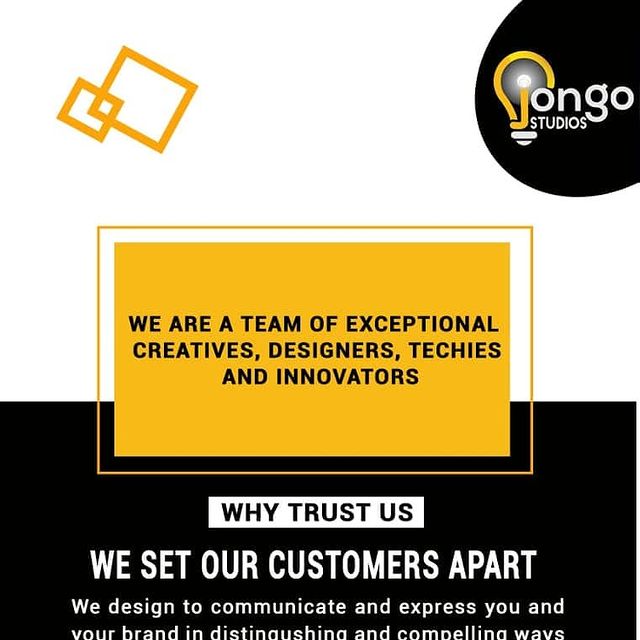 jongo
STUDIOS
WE ARE A TEAM OF EXCEPTIONAL
CREATIVES, DESIGNERS, TECHIES
AND INNOVATORS
WHY TRUST US
WE SET OUR CUSTOMERS APART
We design to communicate and express you and
your brand in distingushing and compelling ways